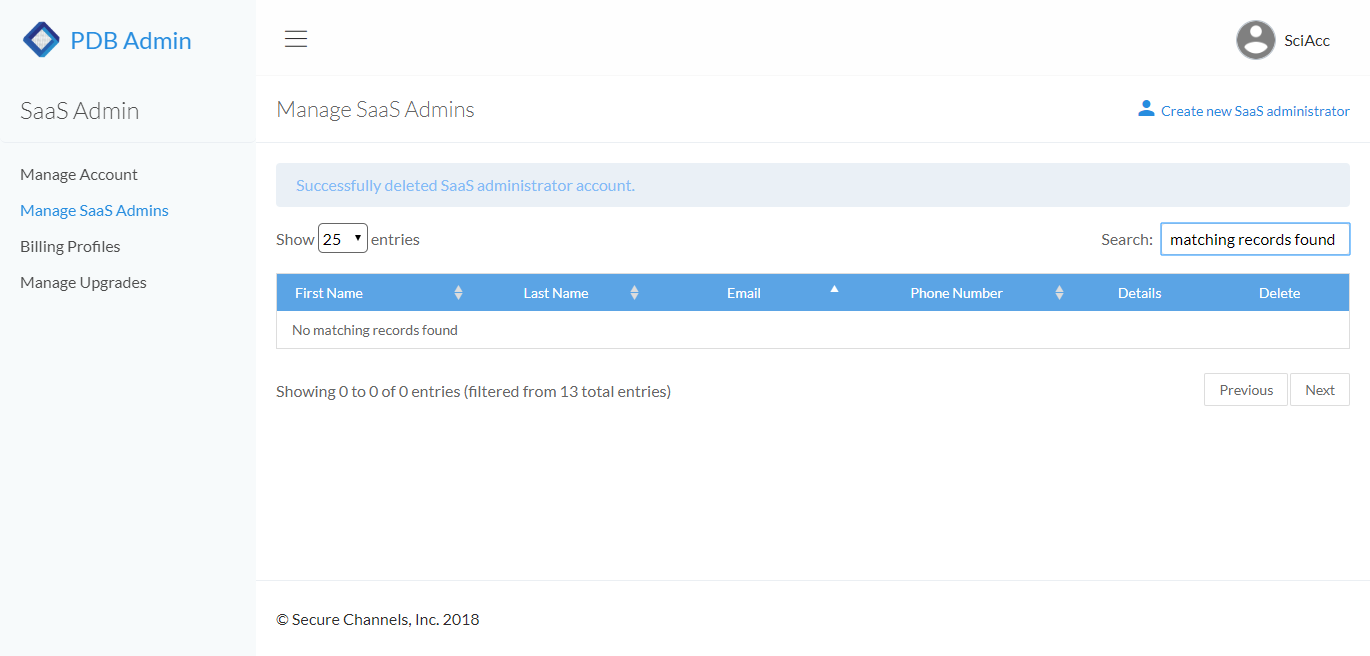 PDB Admin
SciAcc
SaaS Admin
Manage SaaS Admins
Create new SaaS administrator
Manage Account
Manage SaaS Admins
Billing Profiles
Manage Upgrades
Successfully deleted SaaS administrator account.
Show 25 entries
Search: matching records found
First Name Last Name Email Phone Number Details Delete
No matching records found
Showing 0 to 0 of 0 entries (filtered from 13 total entries)
Previous Next
© Secure Channels, Inc. 2018